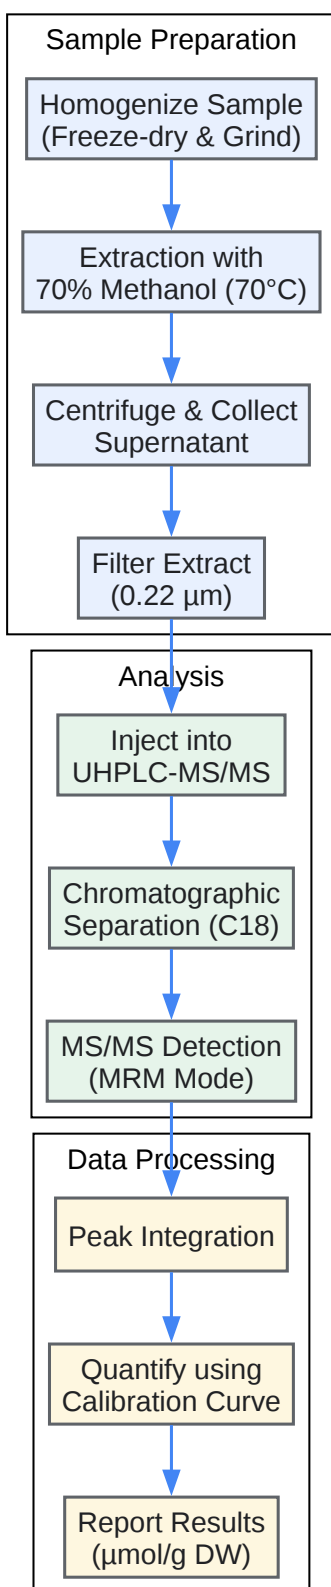 Sample Preparation
Homogenize Sample
(Freeze-dry & Grind)
Extraction with
70% Methanol (70°C)
Centrifuge & Collect
Supernatant
Filter Extract
(0.22 µm)
Analysis
Inject into
UHPLC-MS/MS
Chromatographic
Separation (C18)
MS/MS Detection
(MRM Mode)
Data Processing
Peak Integration
Quantify using
Calibration Curve
Report Results
(µmol/g DW)